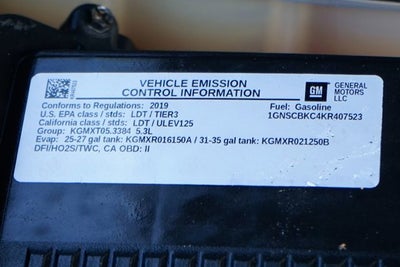 VEHICLE EMISSION
CONTROL INFORMATION
GM
GENERAL
MOTORS
LLC
Conforms to Regulations: 2019
Fuel: Gasoline
U.S. EPA class / stds: LDT / TIER3
1GNSCBKC4KR407523
California class / stds: LDT / ULEV125
Group: KGMXT05.3384 5.3L
Evap: 25-27 gal tank: KGMXR016150A / 31-35 gal tank: KGMXR021250B
DFI/HO2S/TWC, CA OBD: II